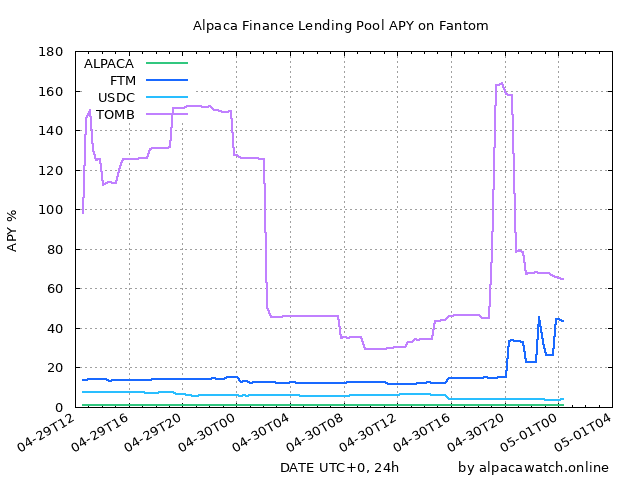 Alpaca Finance Lending Pool APY on Fantom
180
160
140
120
100
80
60
40
20
0
APY %
ALPACA
FTM
USDC
TOMB
04-29T12
04-29T16
04-29T20
04-30T00
04-30T04
04-30T08
04-30T12
04-30T16
04-30T20
05-01T00
05-01T04
DATE UTC+0, 24h
by alpacawatch.online